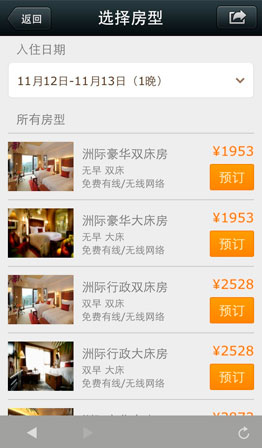 返回
选择房型
入住日期
11月12日-11月13日（1晚）
所有房型
洲际豪华双床房
¥1953
无早 双床
免费有线/无线网络
预订
洲际豪华大床房
¥1953
无早 大床
免费有线/无线网络
预订
洲际行政双床房
¥2528
双早 双床
免费有线/无线网络
预订
洲际行政大床房
¥2528
双早 大床
免费有线/无线网络
预订